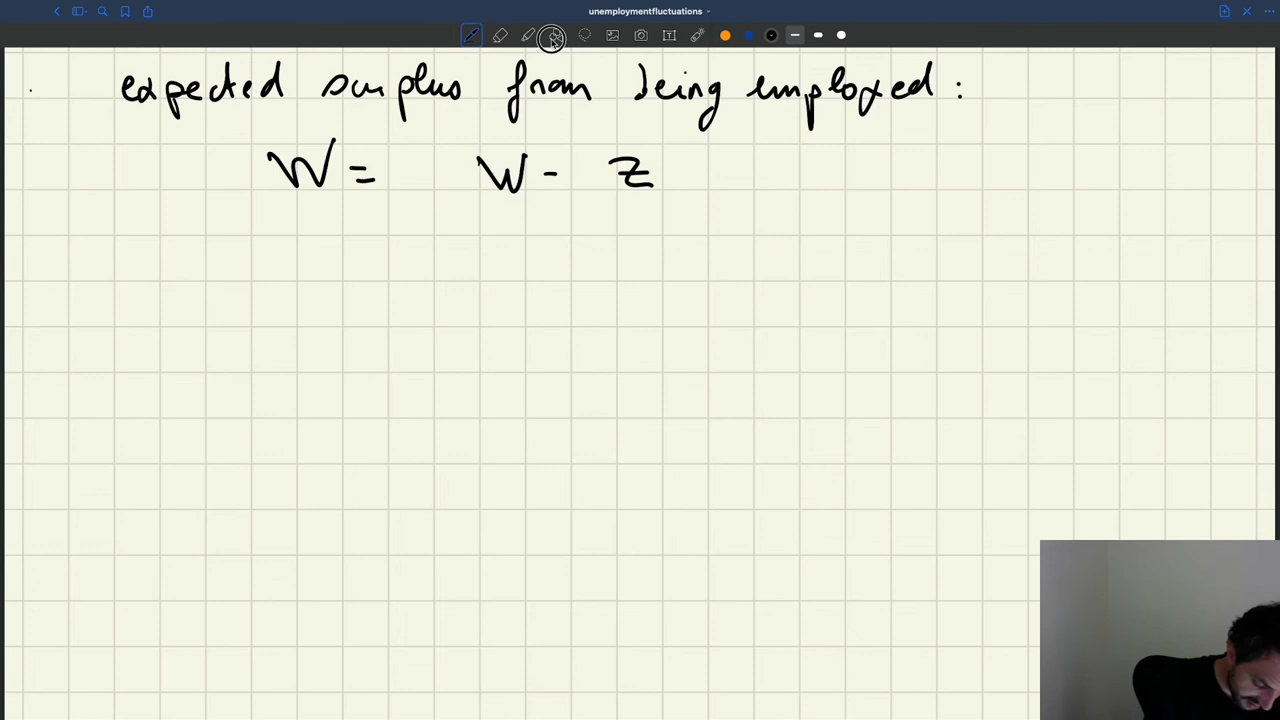 unemploymentfluctuations
expected surplus from being employed:
W = w - z